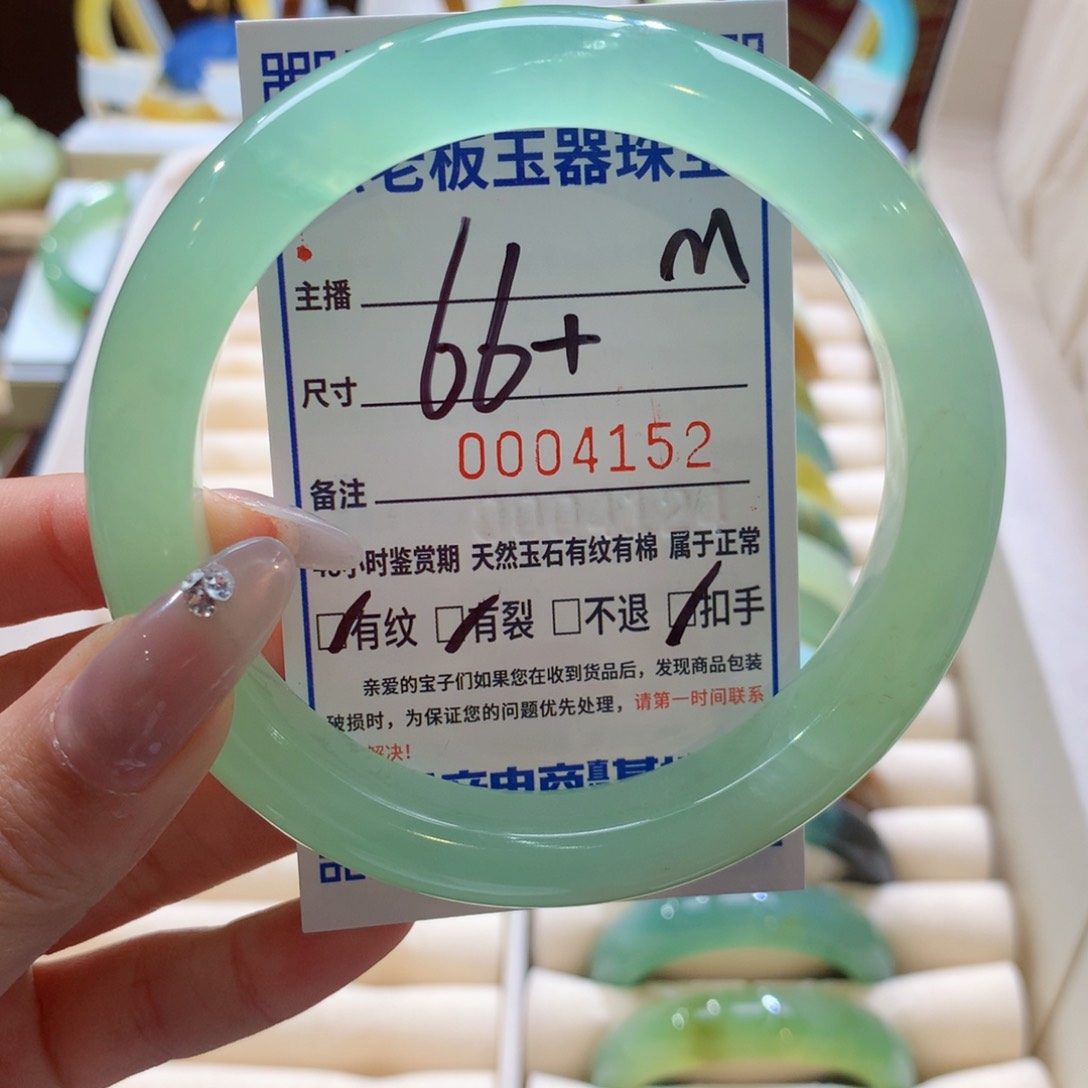 老板玉器珠宝
M
主播
66+
尺寸
0004152
备注
小时鉴赏期 天然玉石有纹有棉 属于正常
□有纹 □有裂 □不退 □扣手
亲爱的宝子们如果您在收到货品后，发现商品包装
破损时，为保证您的问题优先处理，请第一时间联系
解决！
电商